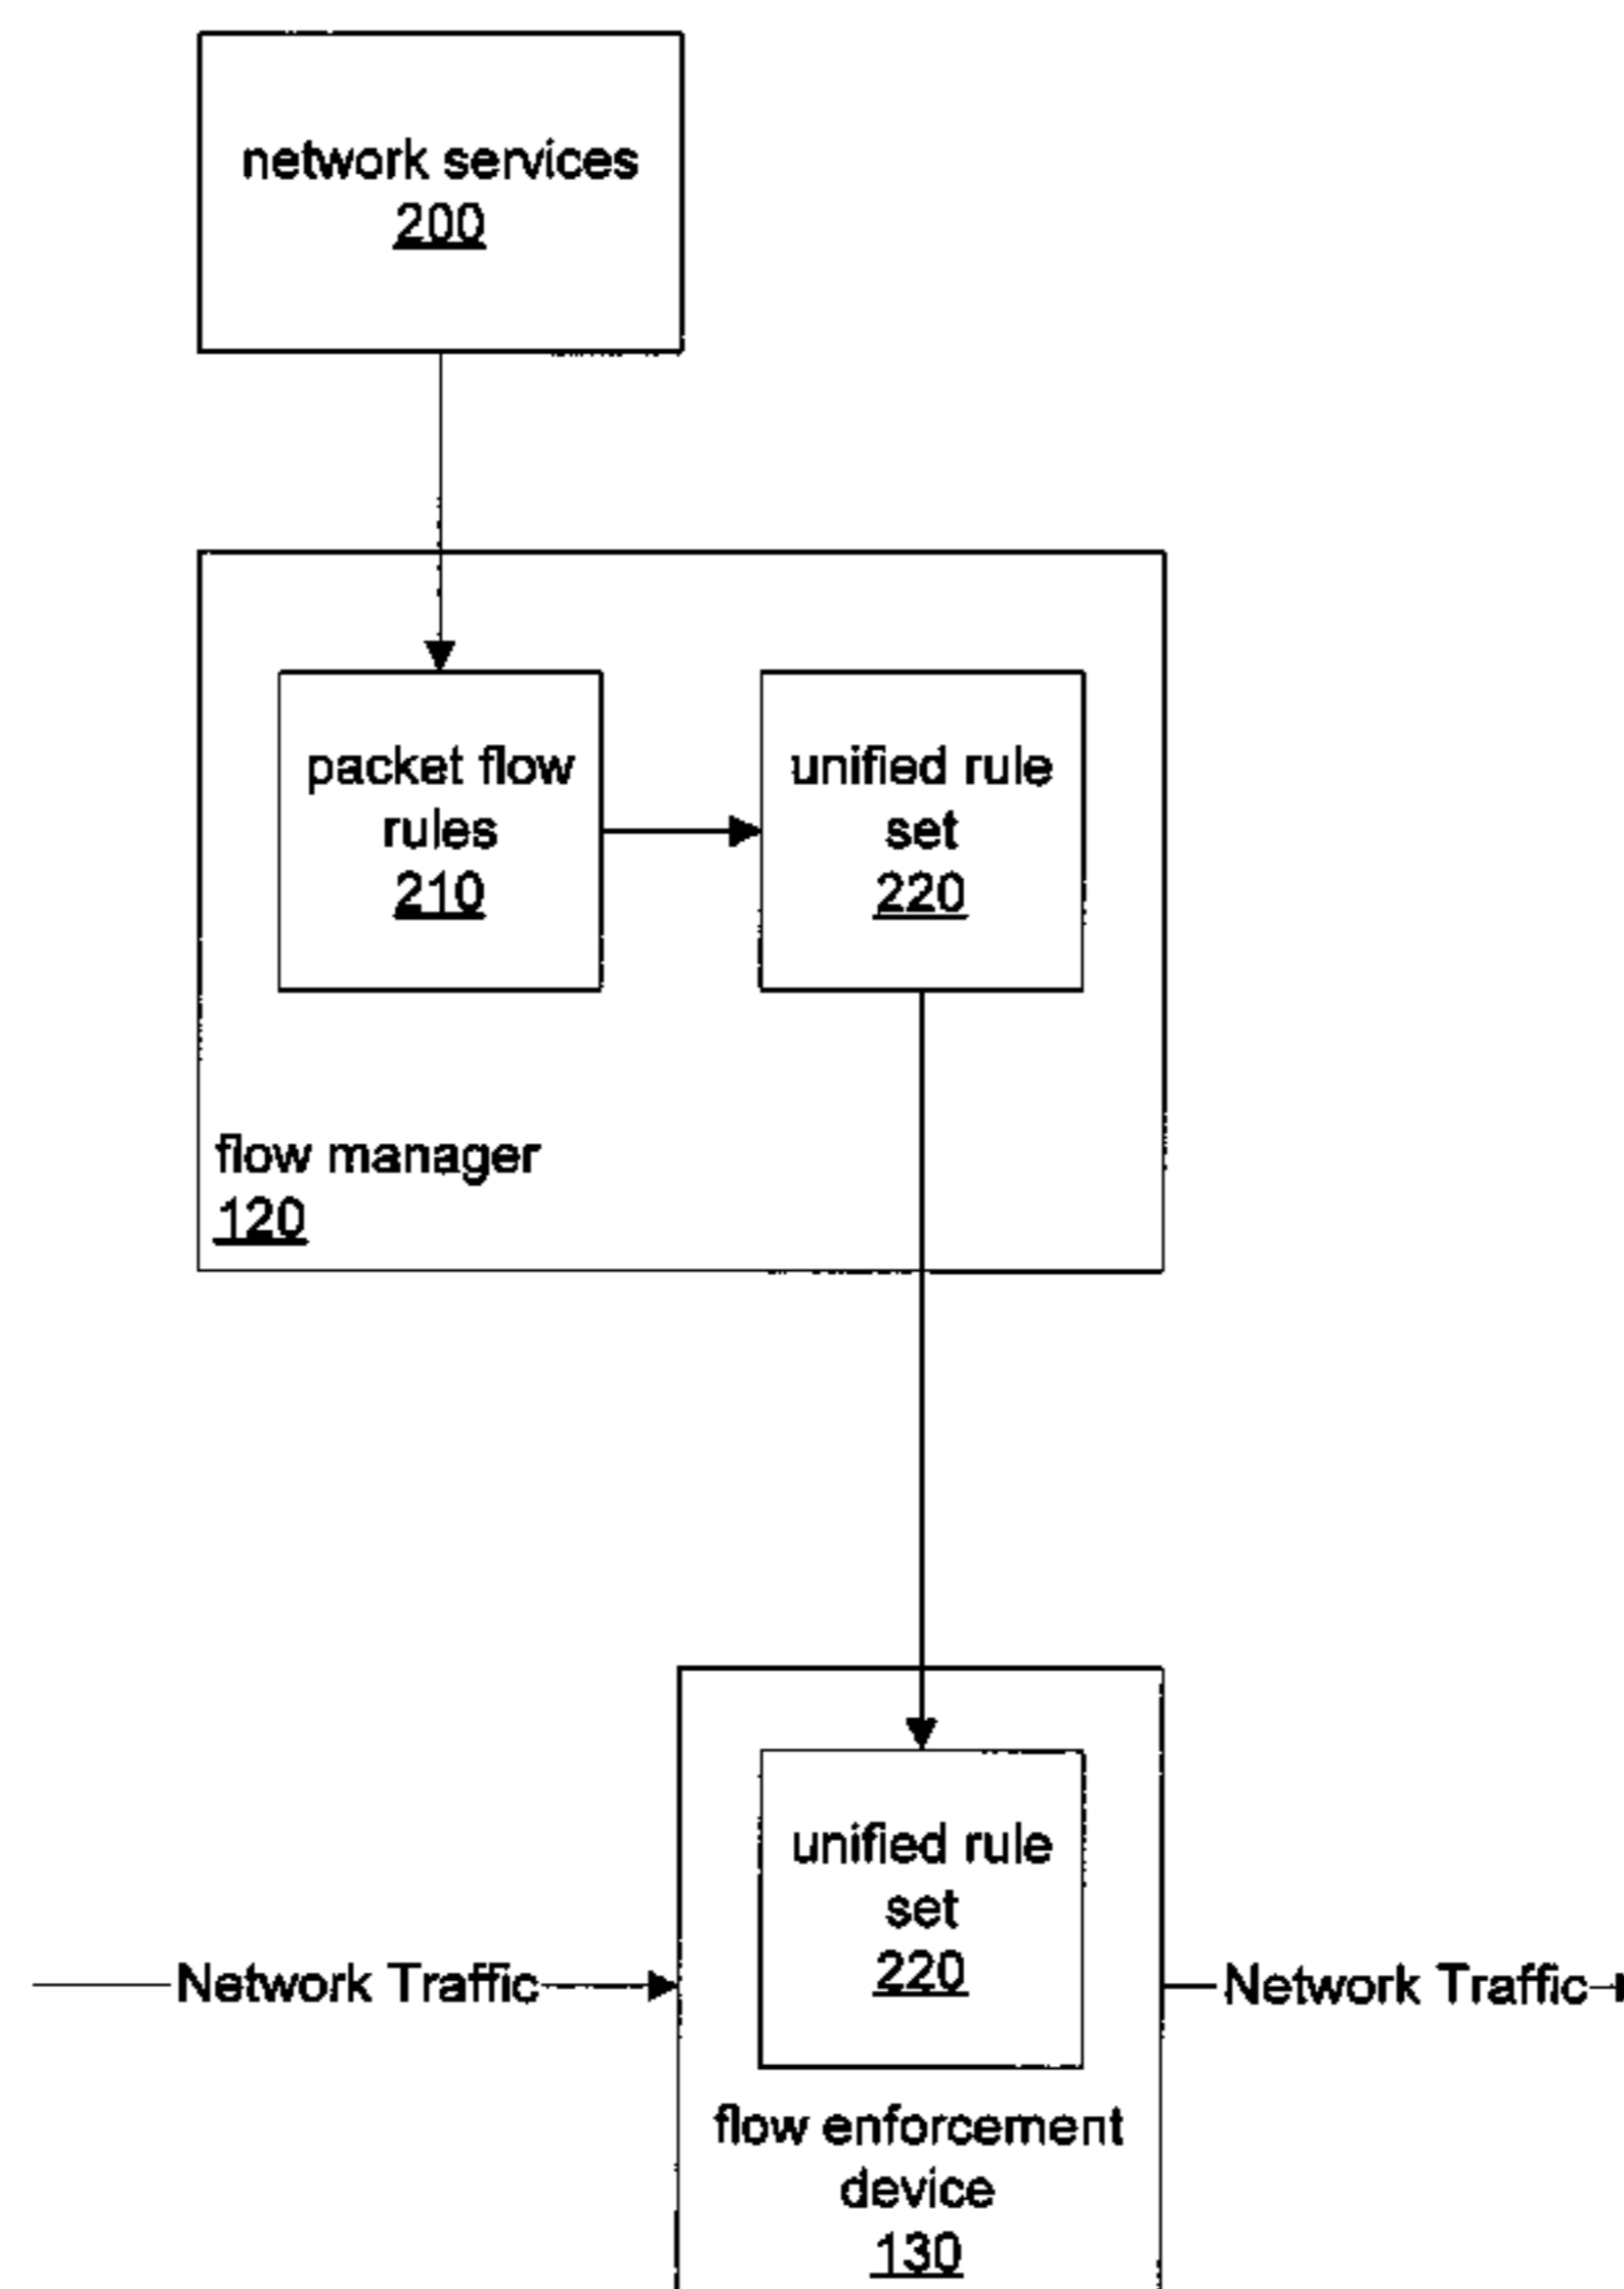 network services
200
packet flow
rules
210
unified rule
set
220
flow manager
120
unified rule
set
220
Network Traffic
Network Traffic
flow enforcement
device
130